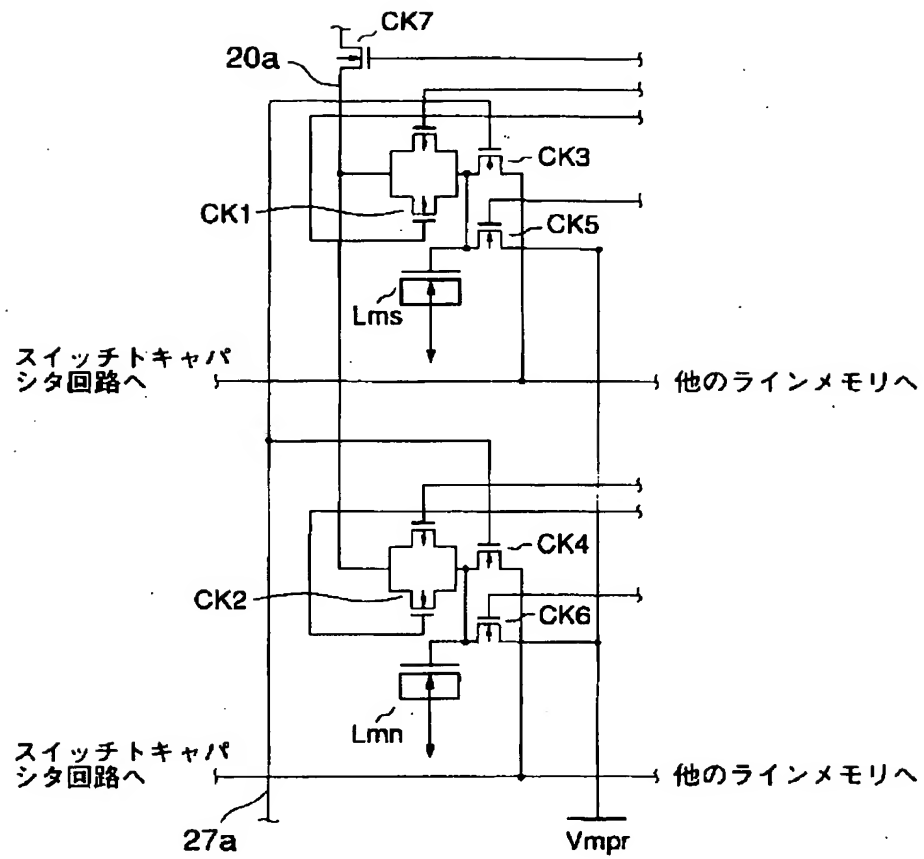 CK7
20a
CK3
CK1
CK5
Lms
スイッチトキャパ
シタ回路へ
他のラインメモリへ
CK4
CK2
CK6
Lmn
スイッチトキャパ
シタ回路へ
他のラインメモリへ
27a
Vmpr